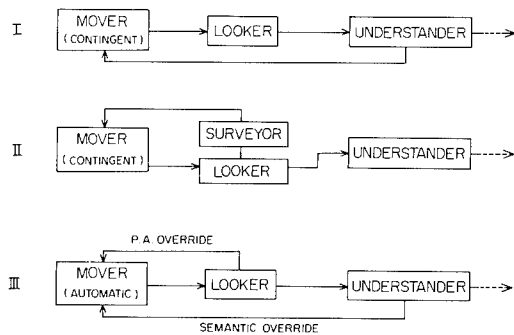 I
MOVER
(CONTINGENT)
LOOKER
UNDERSTANDER
II
MOVER
(CONTINGENT)
SURVEYOR
LOOKER
UNDERSTANDER
III
P.A. OVERRIDE
MOVER
(AUTOMATIC)
LOOKER
UNDERSTANDER
SEMANTIC OVERRIDE